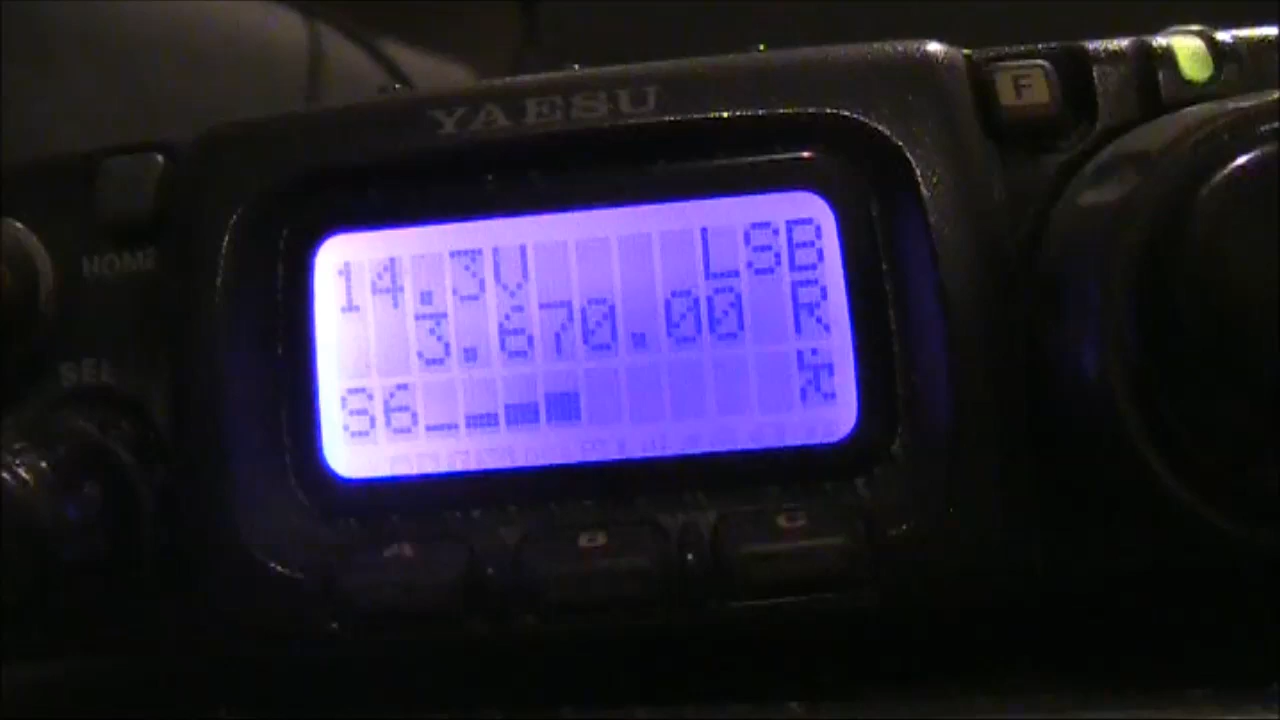 YAESU
F
HOME
SEL
14.3V LSB
3.670.00 R
S6
A B C